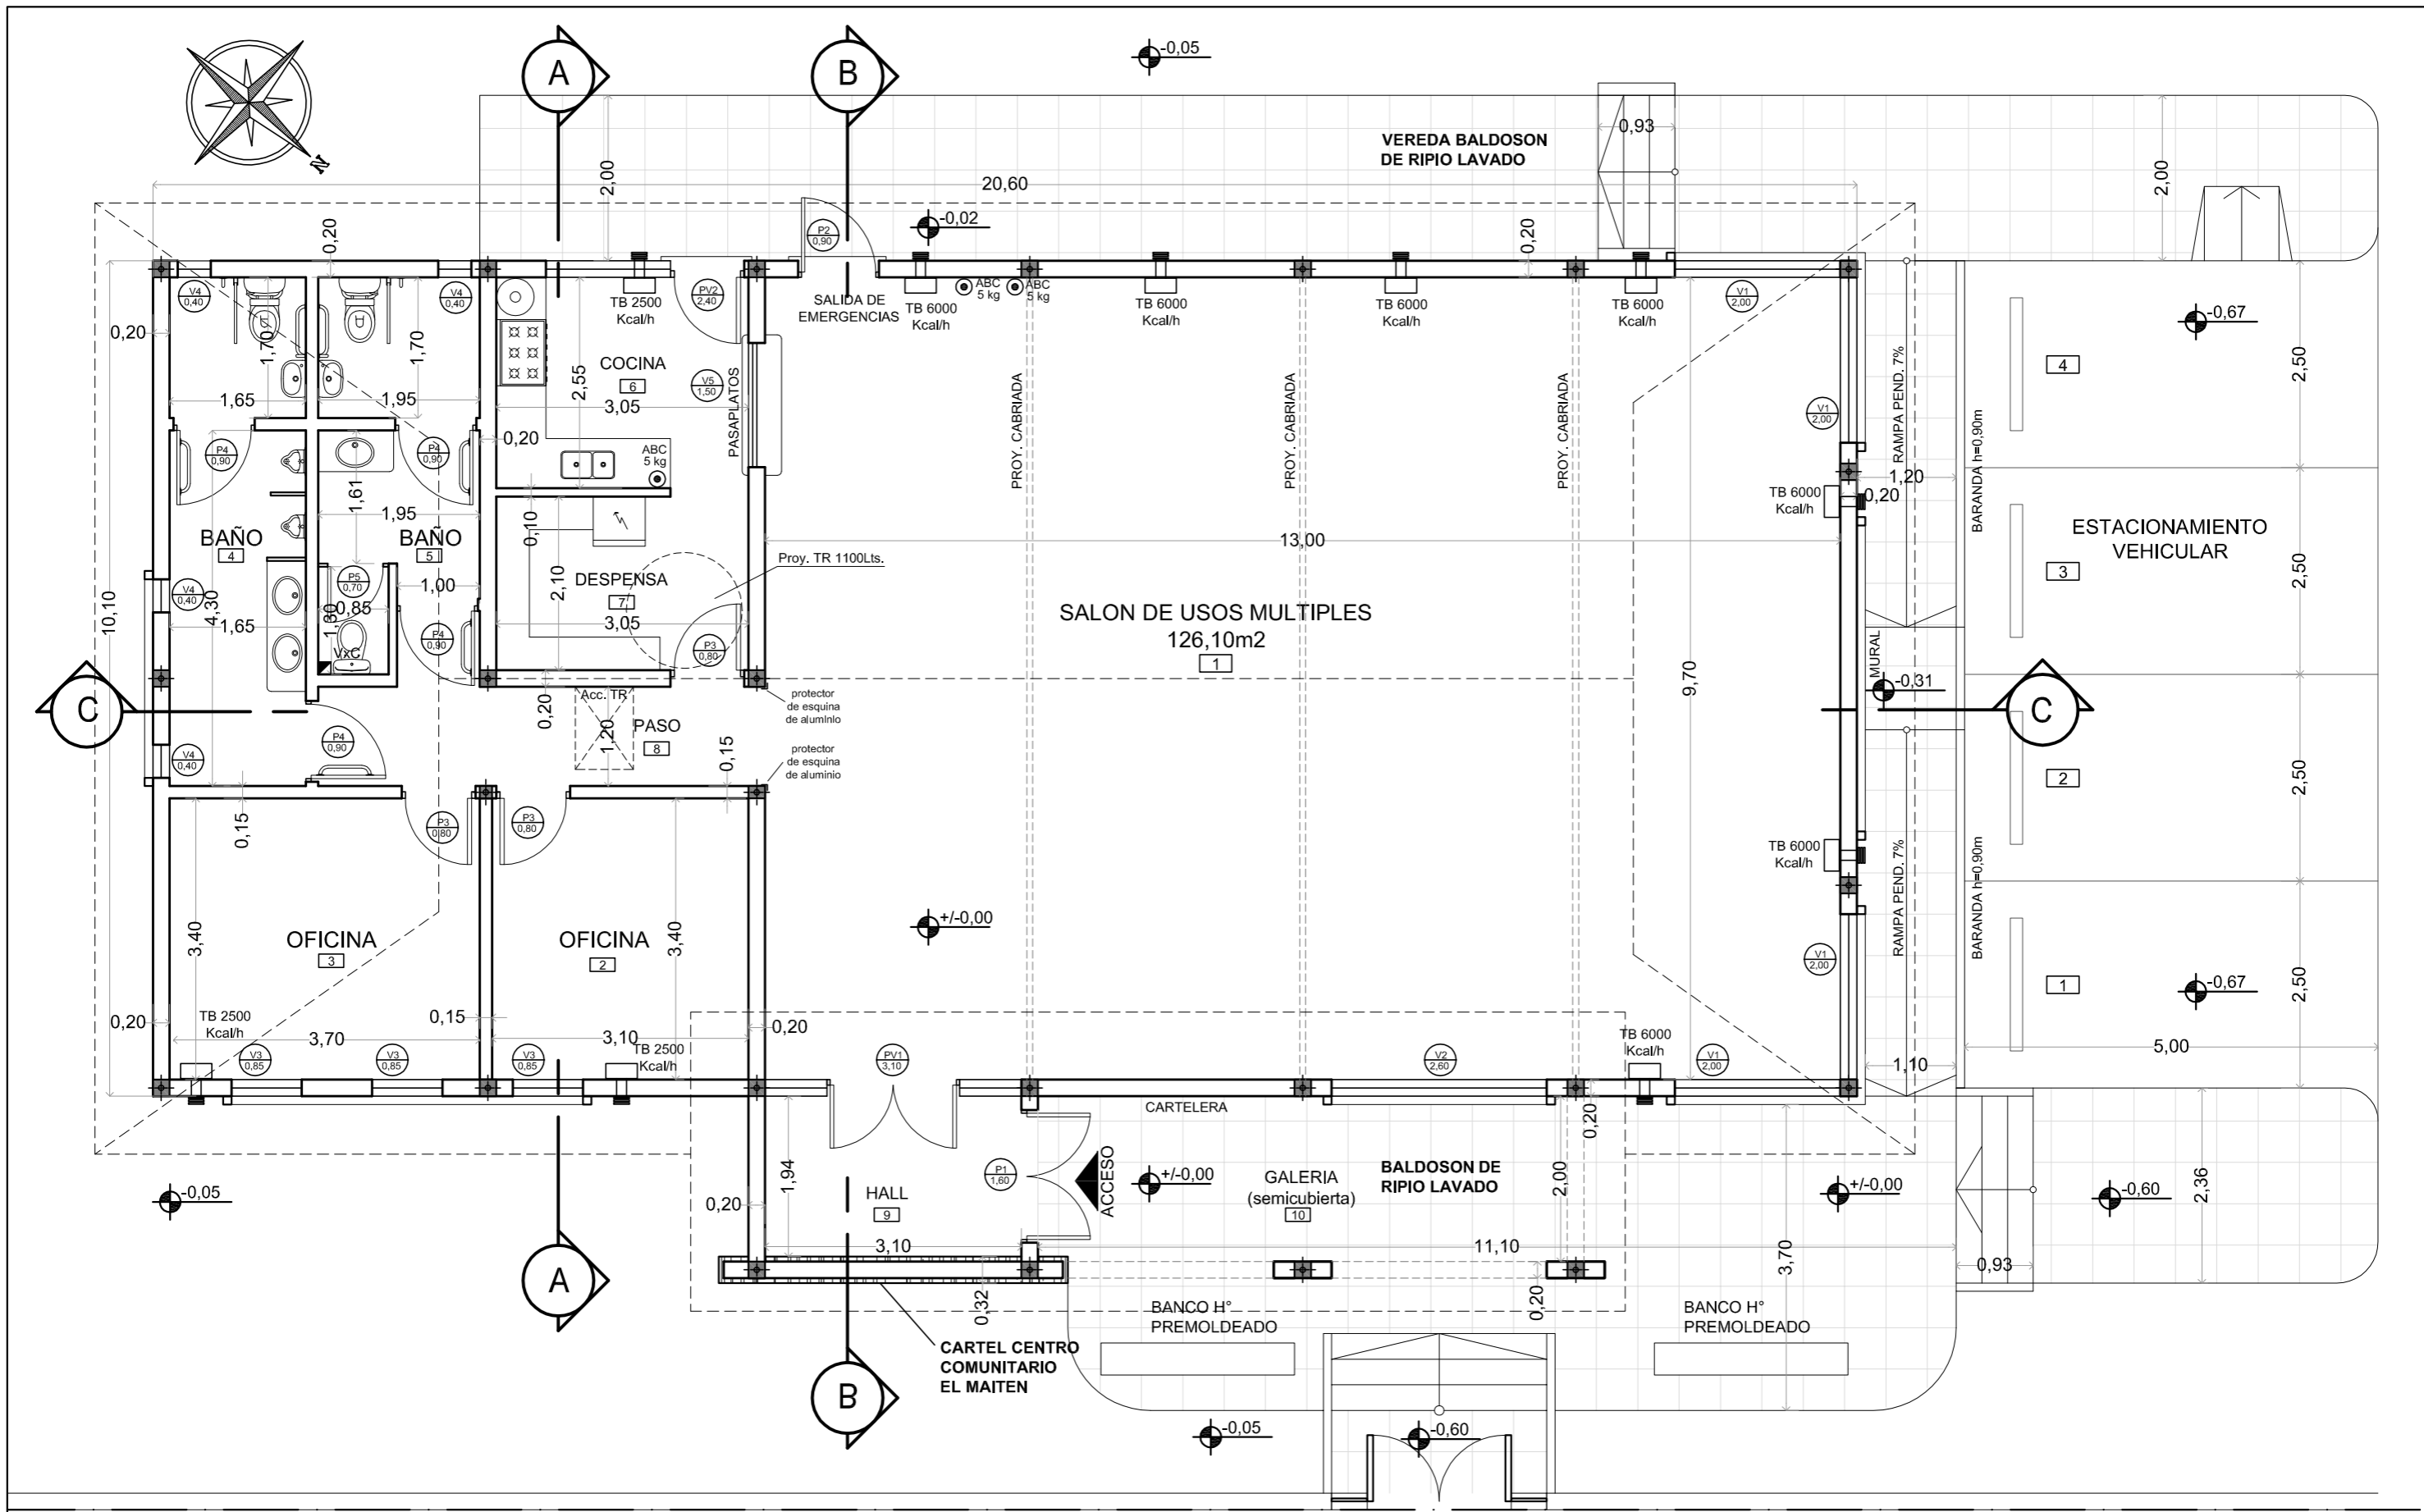 A
B
-0,05
N
VEREDA BALDOSON
DE RIPIO LAVADO
0,93
2,00
2,00
20,60
-0,02
P2
0,90
0,20
0,20
V4
0,40
V4
0,40
TB 2500
Kcal/h
PV2
2,40
SALIDA DE
EMERGENCIAS
TB 6000
Kcal/h
ABC
5 kg
ABC
5 kg
TB 6000
Kcal/h
TB 6000
Kcal/h
TB 6000
Kcal/h
V1
2,00
-0,67
0,20
1,70
1,70
COCINA
6
2,55
V5
1,50
PASAPLATOS
PROY. CABRIADA
PROY. CABRIADA
PROY. CABRIADA
V1
2,00
RAMPA PEND. 7%
4
2,50
1,65
1,95
3,05
0,20
P4
0,90
P4
0,90
ABC
5 kg
BARANDA h=0,90m
1,20
1,61
1,95
TB 6000
Kcal/h
0,20
BAÑO
4
BAÑO
5
0,10
13,00
ESTACIONAMIENTO
VEHICULAR
Proy. TR 1100Lts.
DESPENSA
7
2,10
3,05
P5
0,70
1,00
V4
0,40
4,30
1,30
0,85
1,65
10,10
P4
0,90
P3
0,80
VxC
SALON DE USOS MULTIPLES
126,10m2
1
3
2,50
MURAL
-0,31
9,70
C
C
Acc. TR
protector
de esquina
de aluminio
0,20
1,20
PASO
8
P4
0,90
V4
0,40
0,15
protector
de esquina
de aluminio
2
2,50
0,15
P3
0,80
P3
0,80
TB 6000
Kcal/h
RAMPA PEND. 7%
BARANDA h=0,90m
3,40
OFICINA
3
OFICINA
2
3,40
+/-0,00
V1
2,00
1
-0,67
2,50
0,20
TB 2500
Kcal/h
0,15
3,70
3,10
0,20
TB 2500
Kcal/h
V3
0,85
V3
0,85
V3
0,85
PV1
3,10
V2
2,60
TB 6000
Kcal/h
V1
2,00
1,10
5,00
CARTELERA
0,20
-0,05
1,94
0,20
HALL
9
P1
1,60
ACCESO
+/-0,00
GALERIA
(semicubierta)
10
BALDOSON DE
RIPIO LAVADO
2,00
+/-0,00
-0,60
2,36
3,10
11,10
3,70
0,93
A
0,32
0,20
BANCO H°
PREMOLDEADO
BANCO H°
PREMOLDEADO
CARTEL CENTRO
COMUNITARIO
EL MAITEN
B
-0,05
-0,60